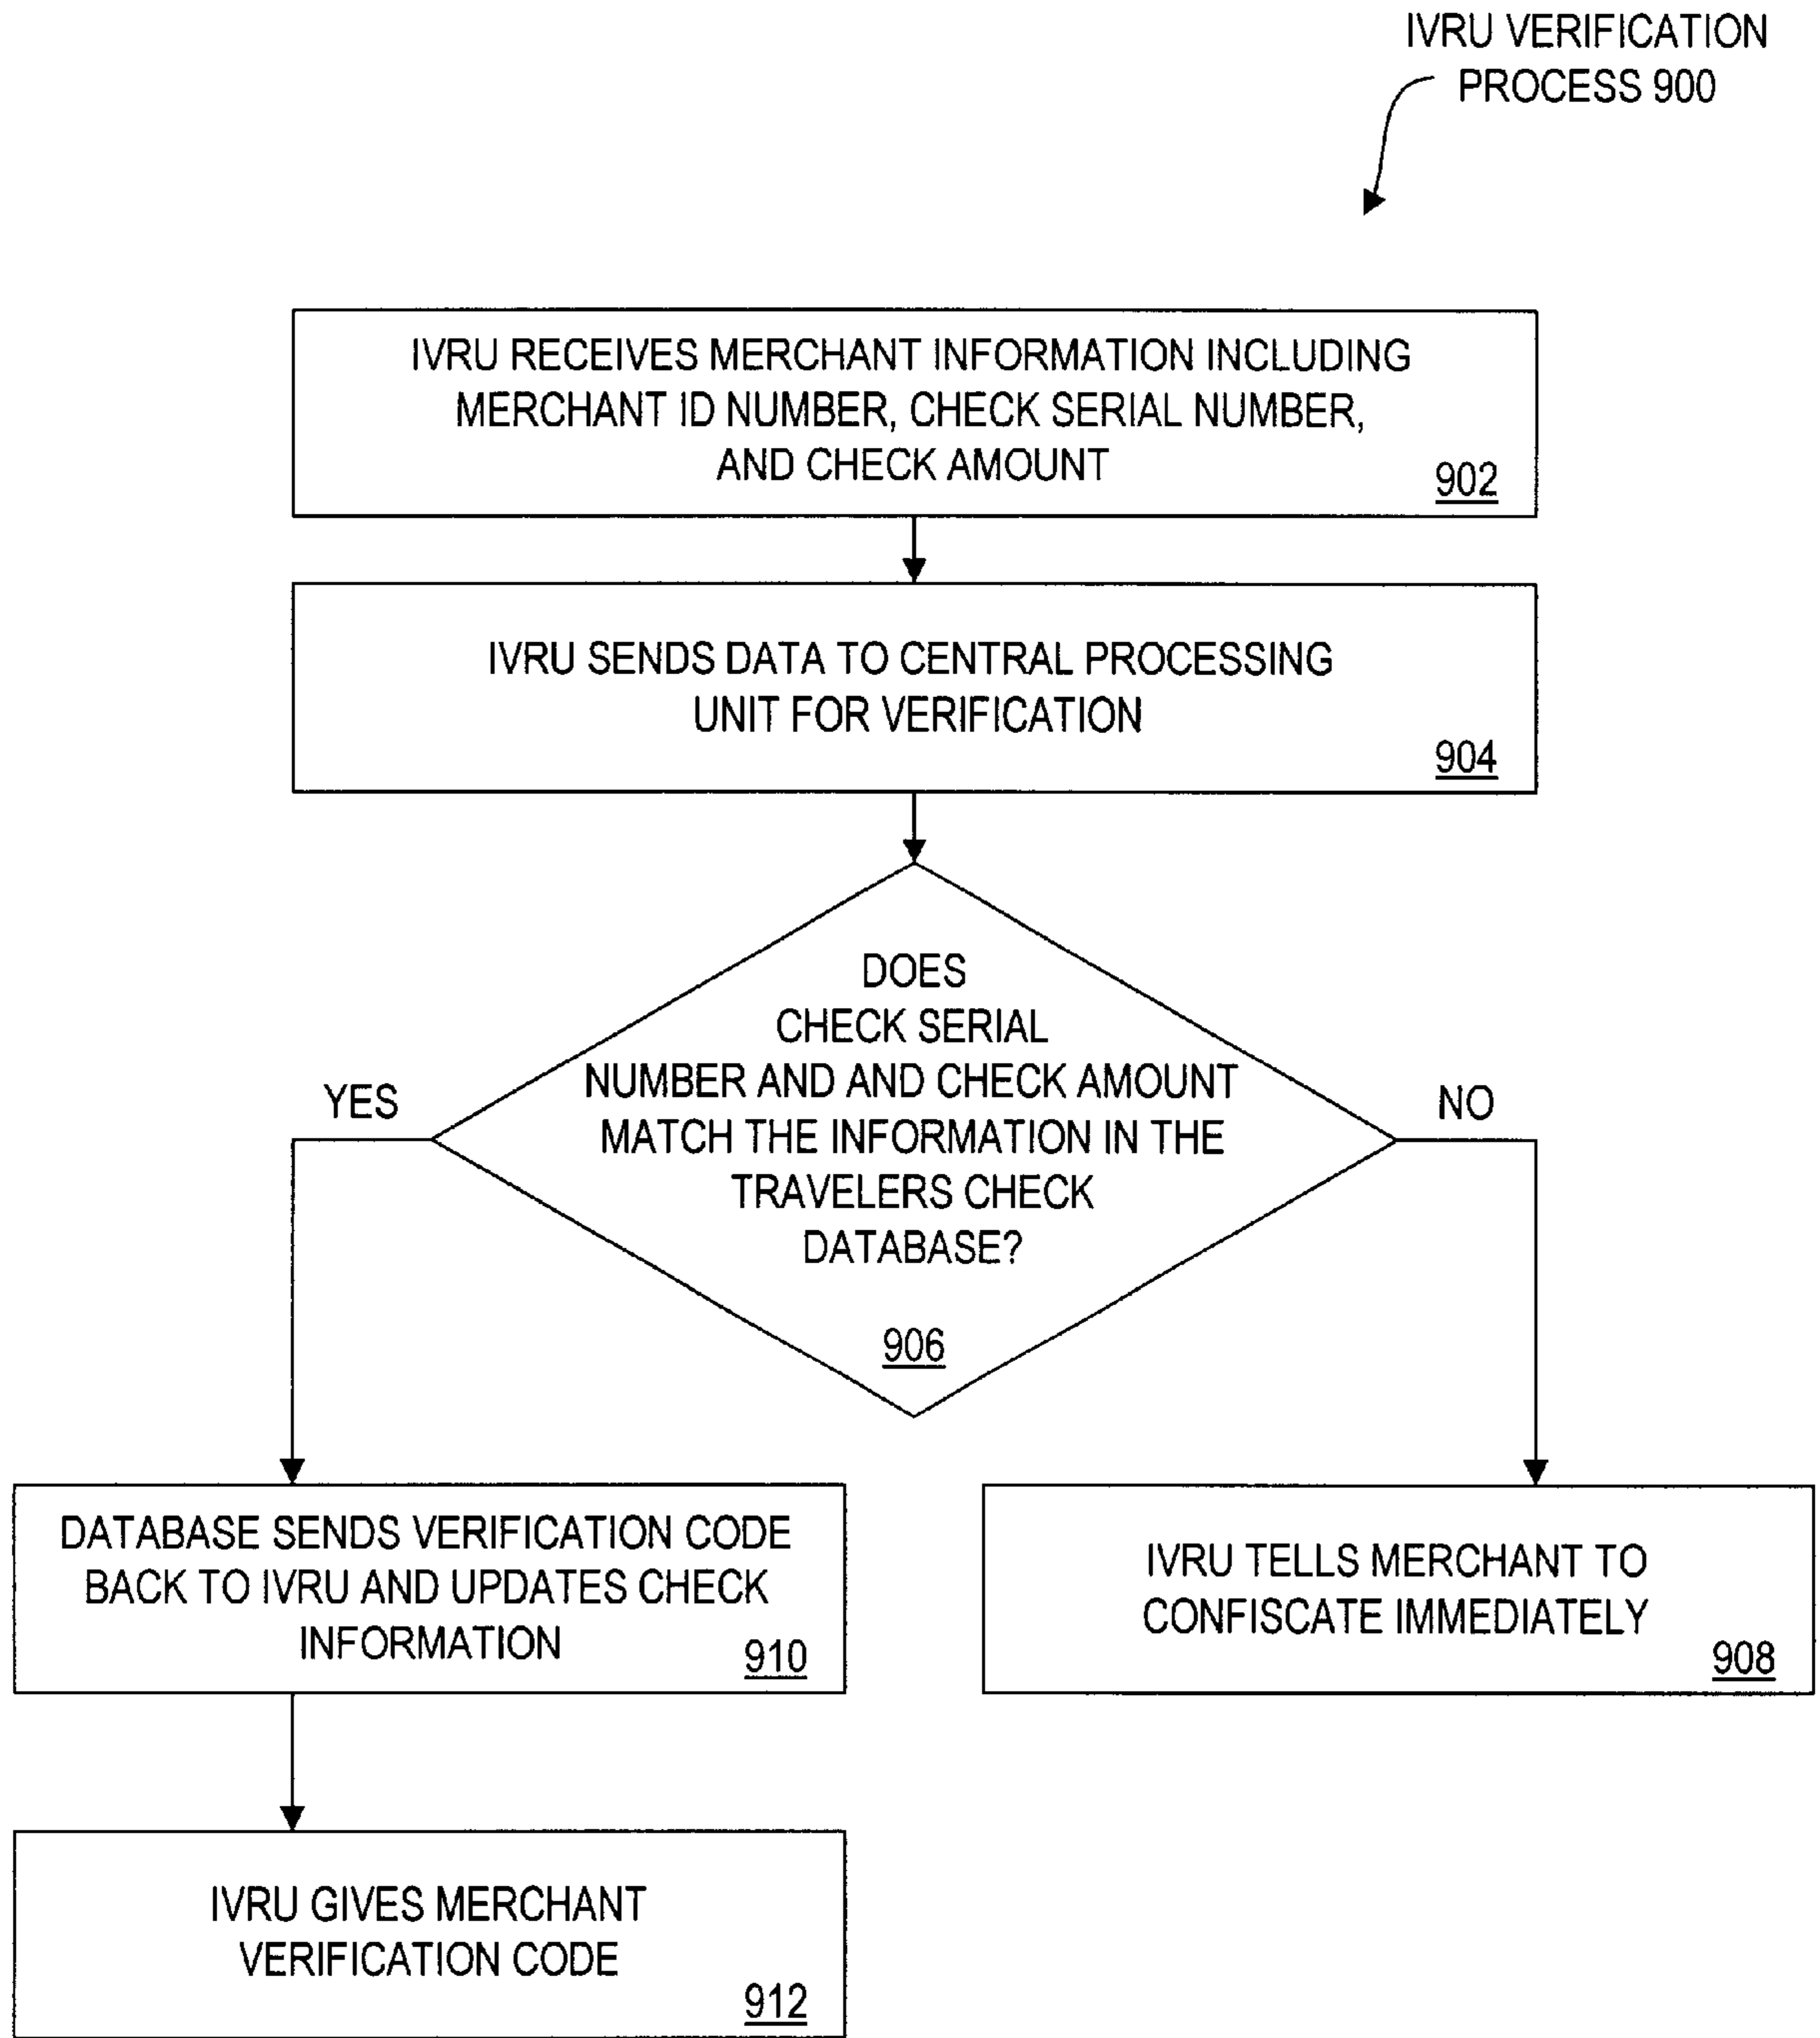 IVRU VERIFICATION
PROCESS 900
IVRU RECEIVES MERCHANT INFORMATION INCLUDING
MERCHANT ID NUMBER, CHECK SERIAL NUMBER,
AND CHECK AMOUNT
902
IVRU SENDS DATA TO CENTRAL PROCESSING
UNIT FOR VERIFICATION
904
DOES
CHECK SERIAL
NUMBER AND AND CHECK AMOUNT
MATCH THE INFORMATION IN THE
TRAVELERS CHECK
DATABASE?
906
YES
NO
DATABASE SENDS VERIFICATION CODE
BACK TO IVRU AND UPDATES CHECK
INFORMATION
910
IVRU TELLS MERCHANT TO
CONFISCATE IMMEDIATELY
908
IVRU GIVES MERCHANT
VERIFICATION CODE
912